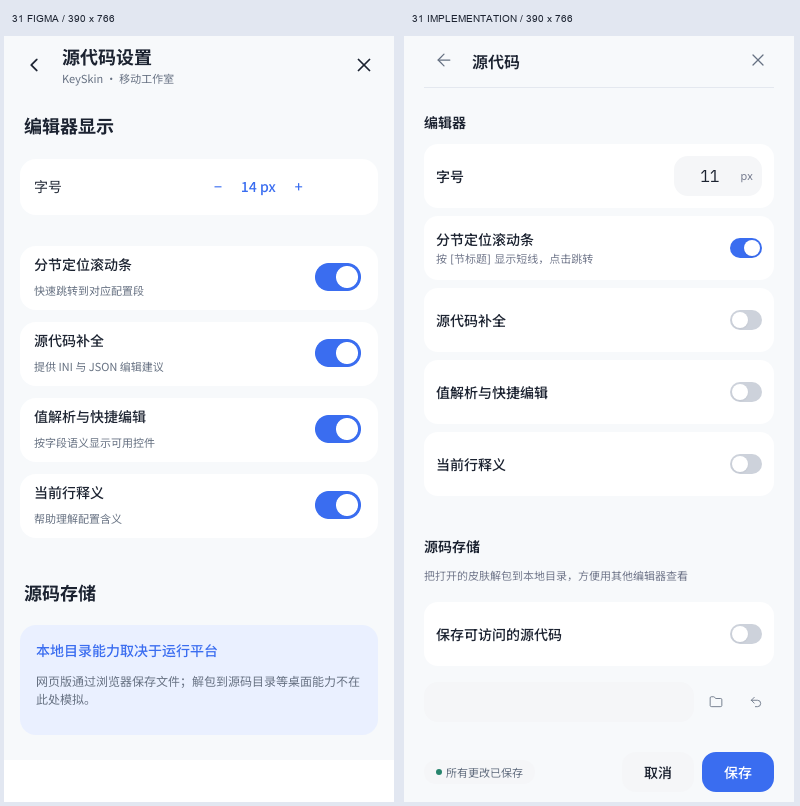 31 FIGMA / 390 x 766
源代码设置
KeySkin · 移动工作室
编辑器显示
字号
− 14 px +
分节定位滚动条
快速跳转到对应配置段
源代码补全
提供 INI 与 JSON 编辑建议
值解析与快捷编辑
按字段语义显示可用控件
当前行释义
帮助理解配置含义
源码存储
本地目录能力取决于运行平台
网页版通过浏览器保存文件；解包到源码目录等桌面能力不在
此处模拟。
31 IMPLEMENTATION / 390 x 766
源代码
编辑器
字号
11 px
分节定位滚动条
按 [节标题] 显示短线，点击跳转
源代码补全
值解析与快捷编辑
当前行释义
源码存储
把打开的皮肤解包到本地目录，方便用其他编辑器查看
保存可访问的源代码
所有更改已保存
取消
保存